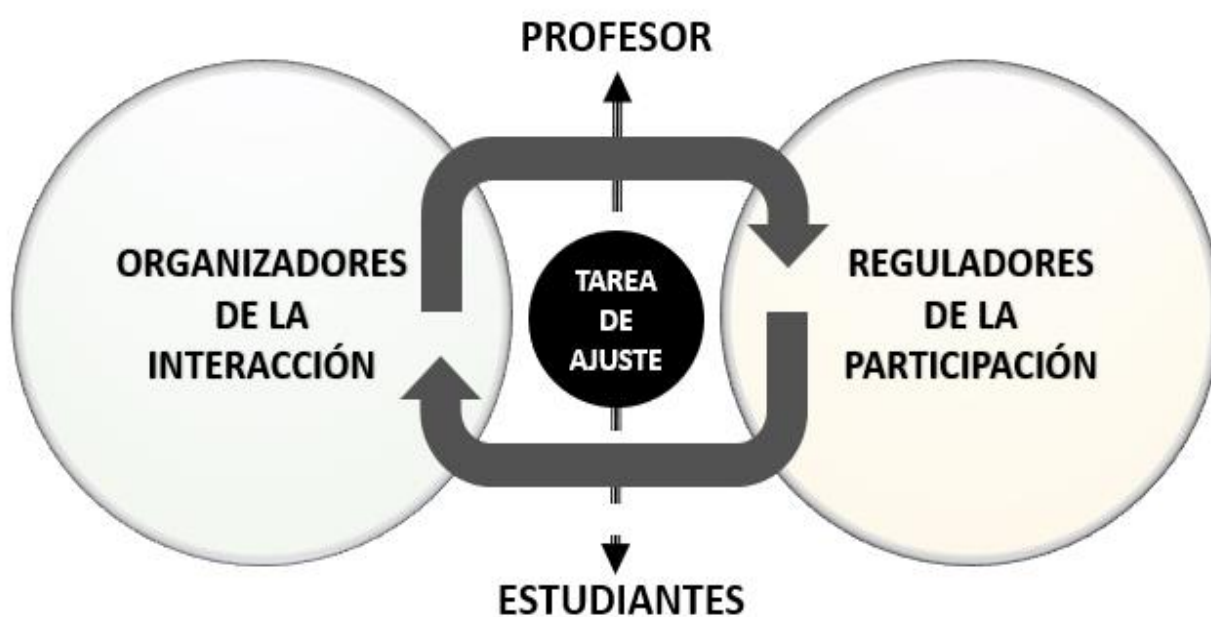 PROFESOR
ORGANIZADORES
DE LA
INTERACCIÓN
TAREA
DE
AJUSTE
REGULADORES
DE LA
PARTICIPACIÓN
ESTUDIANTES